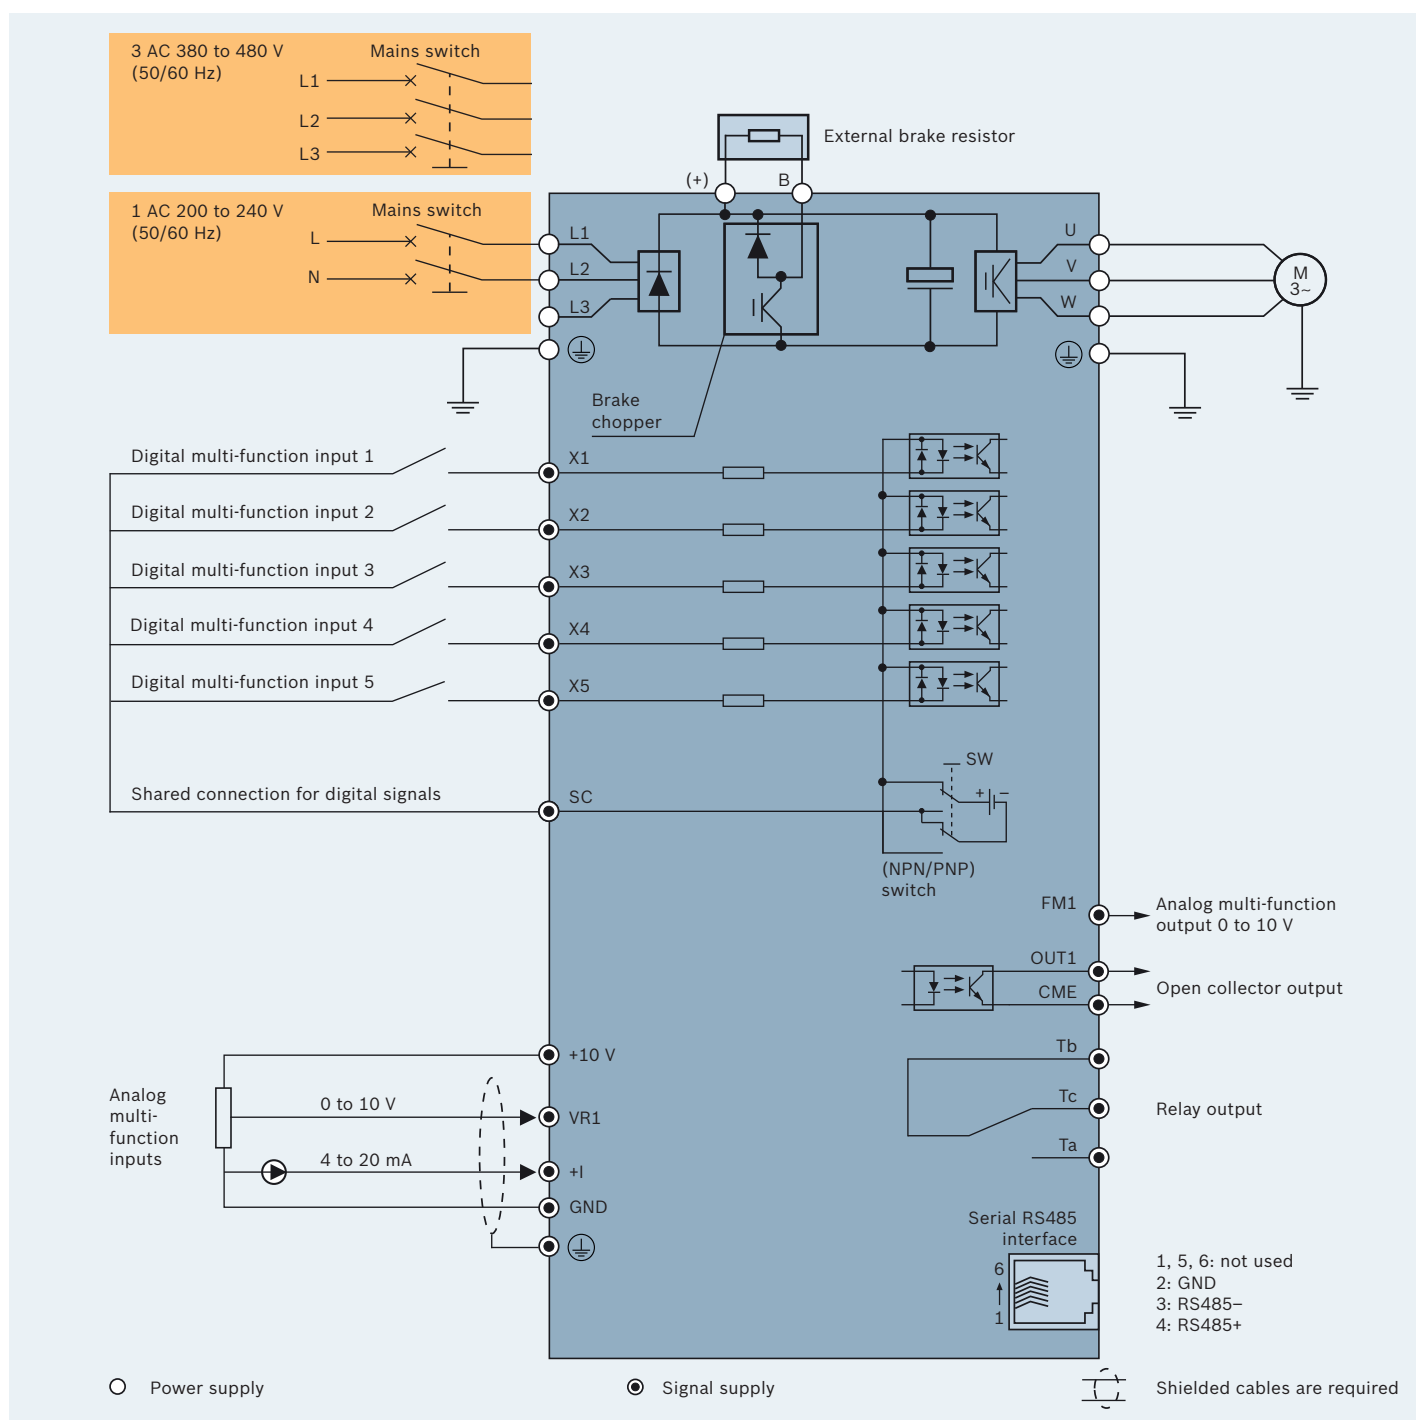 3 AC 380 to 480 V
(50/60 Hz)
Mains switch
L1
L2
L3
1 AC 200 to 240 V
(50/60 Hz)
Mains switch
L
N
External brake resistor
(+)
B
L1
L2
L3
U
V
W
M
3~
Brake
chopper
Digital multi-function input 1
X1
Digital multi-function input 2
X2
Digital multi-function input 3
X3
Digital multi-function input 4
X4
Digital multi-function input 5
X5
Shared connection for digital signals
SC
SW
+ −
(NPN/PNP)
switch
FM1
Analog multi-function
output 0 to 10 V
OUT1
CME
Open collector output
Tb
Tc
Ta
Relay output
Analog
multi-
function
inputs
+10 V
0 to 10 V
VR1
4 to 20 mA
+I
GND
Serial RS485
interface
6
1
1, 5, 6: not used
2: GND
3: RS485−
4: RS485+
Power supply
Signal supply
Shielded cables are required